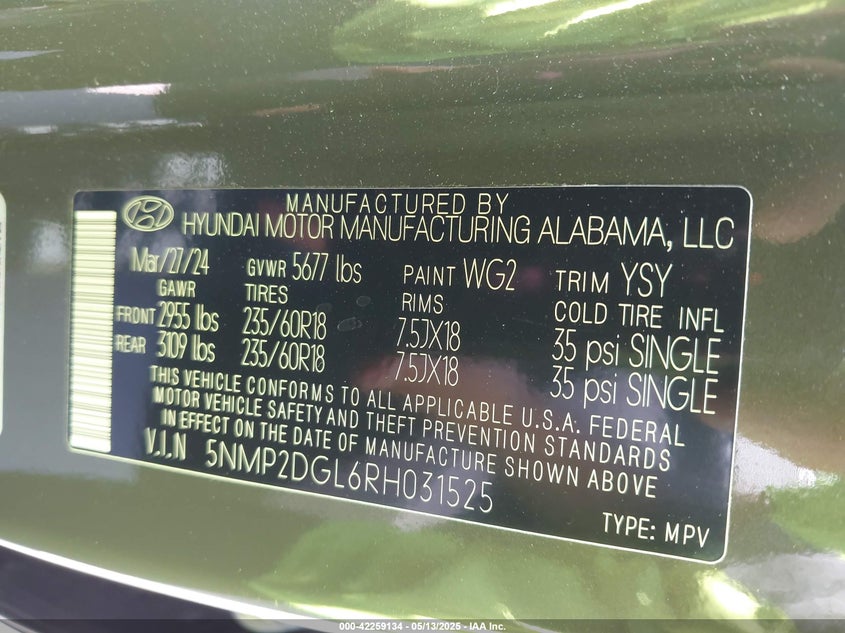 MANUFACTURED BY
HYUNDAI MOTOR MANUFACTURING ALABAMA, LLC
Mar/27/24 GVWR 5677 lbs PAINT WG2 TRIM YSY
GAWR TIRES RIMS COLD TIRE INFL
FRONT 2955 lbs 235/60R18 7.5JX18 35 psi SINGLE
REAR 3109 lbs 235/60R18 7.5JX18 35 psi SINGLE
THIS VEHICLE CONFORMS TO ALL APPLICABLE U.S.A. FEDERAL
MOTOR VEHICLE SAFETY AND THEFT PREVENTION STANDARDS
IN EFFECT ON THE DATE OF MANUFACTURE SHOWN ABOVE
V.I.N 5NMP2DGL6RH031525
TYPE: MPV
000-42259134 - 05/13/2025 - IAA Inc.